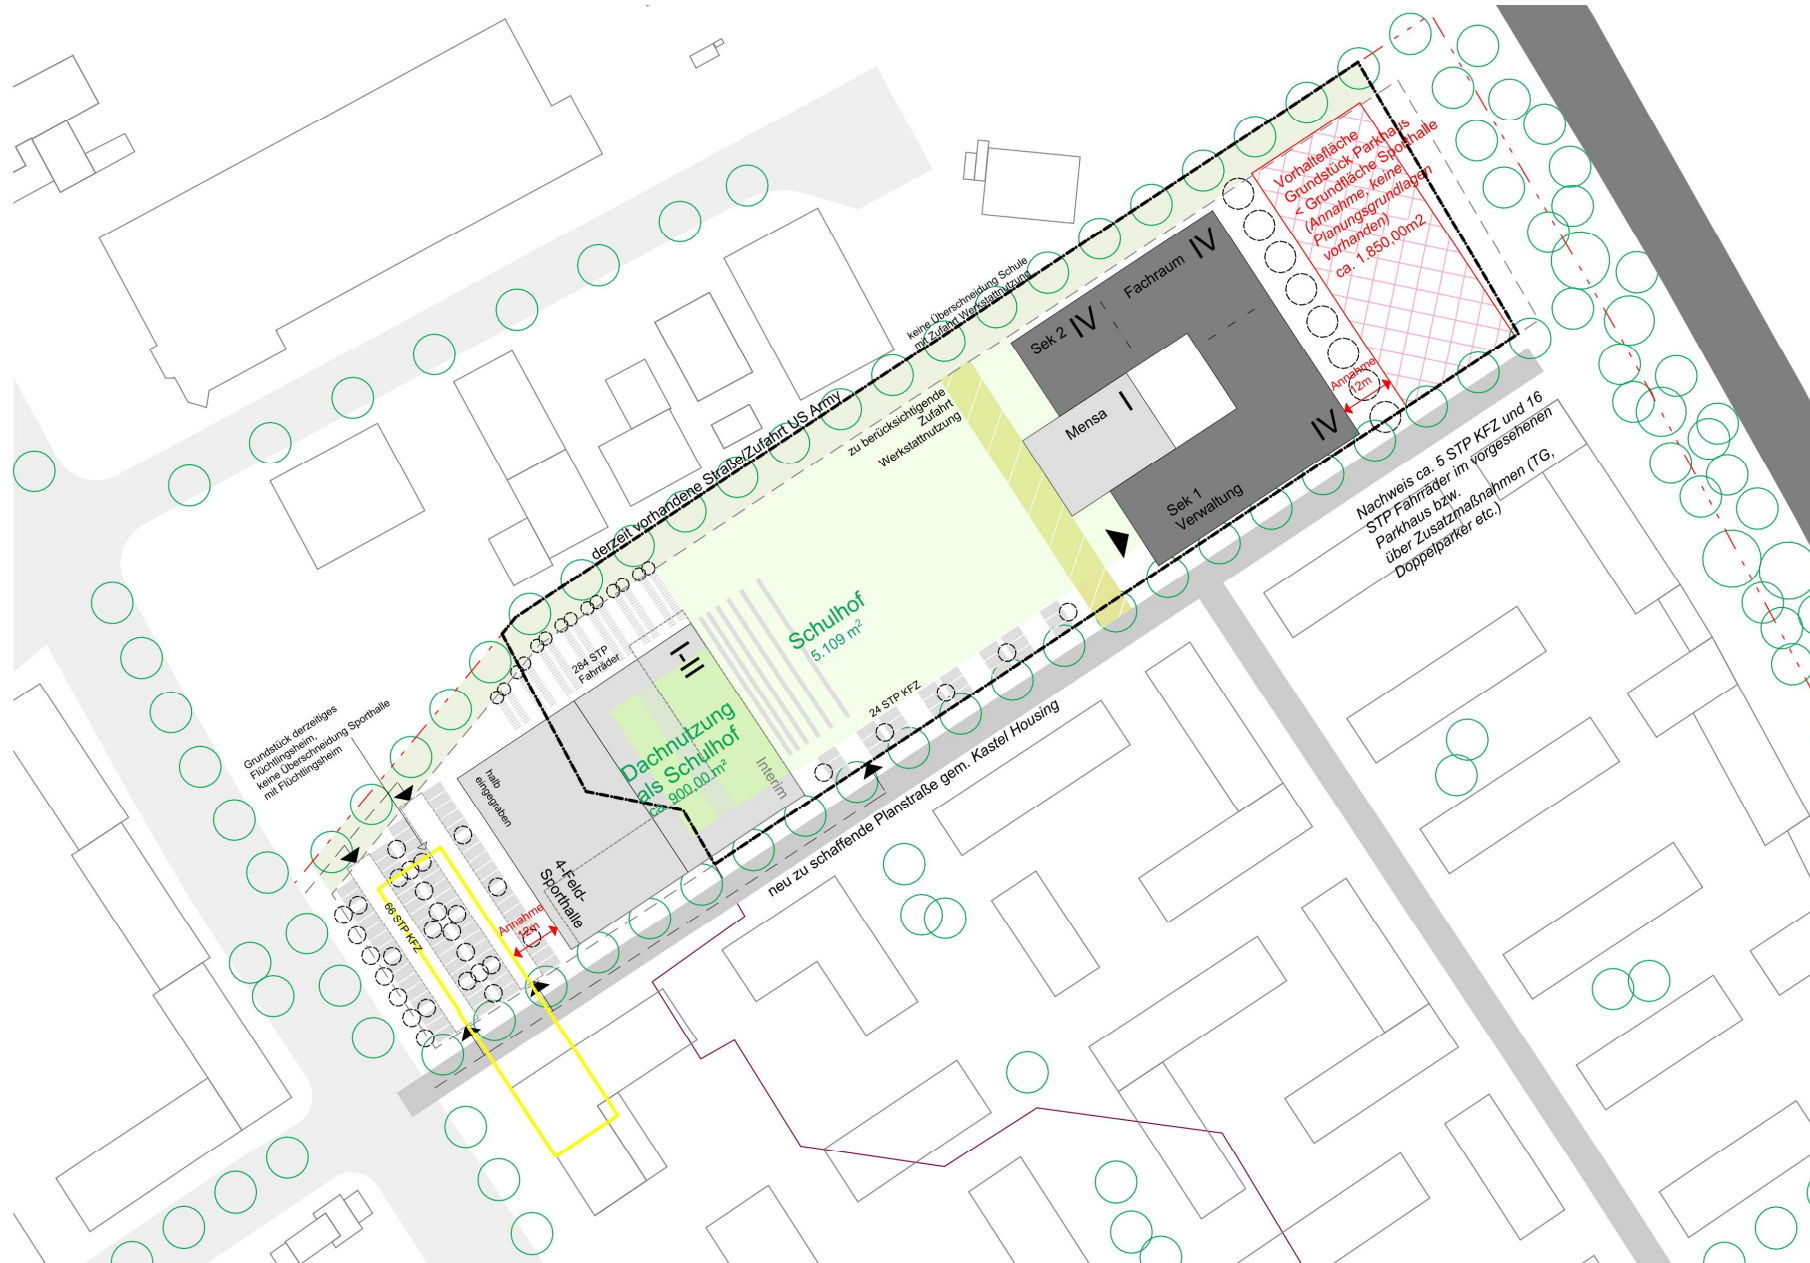 Vorhaltefläche
Grundstück Parkhaus
< Grundfläche Sporthalle
(Annahme, keine
Planungsgrundlagen
vorhanden)
ca. 1.850,00m2
keine Überschneidung Schule
mit Zufahrt Werkstattnutzung
Fachraum
IV
Sek 2
IV
Mensa
I
IV
Sek 1
Verwaltung
Annahme
12m
zu berücksichtigende
Zufahrt
Werkstattnutzung
derzeit vorhandene Straße/Zufahrt US Army
Nachweis ca. 5 STP KFZ und 16
STP Fahrräder im vorgesehenen
Parkhaus bzw.
über Zusatzmaßnahmen (TG,
Doppelparker etc.)
Schulhof
5.109 m²
284 STP
Fahrräder
I-II
24 STP KFZ
Dachnutzung
als Schulhof
ca. 900,00 m²
Interim
Grundstück derzeitiges
Flüchtlingsheim,
keine Überschneidung Sporthalle
mit Flüchtlingsheim
halb
eingegraben
4-Feld-
Sporthalle
neu zu schaffende Planstraße gem. Kastel Housing
66 STP KFZ
Annahme
12m